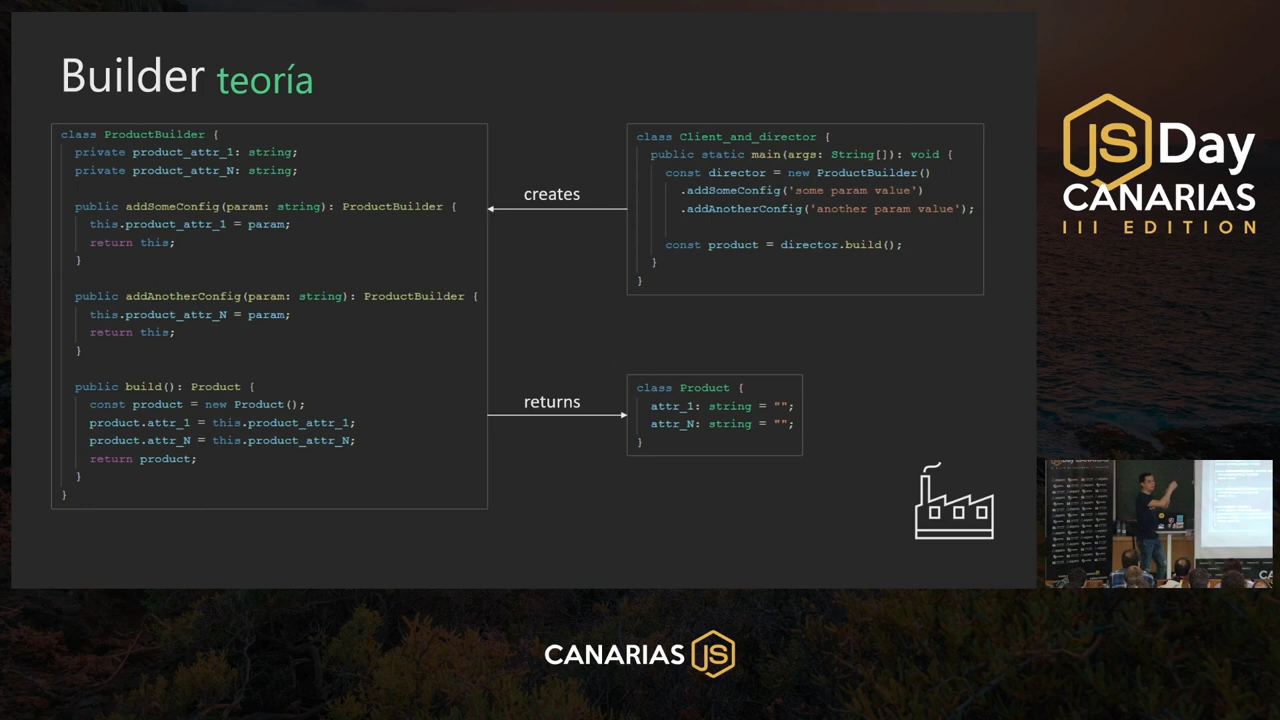 Builder teoría
class ProductBuilder {
private product_attr_1: string;
private product_attr_N: string;
public addSomeConfig(param: string): ProductBuilder {
this.product_attr_1 = param;
return this;
}
public addAnotherConfig(param: string): ProductBuilder {
this.product_attr_N = param;
return this;
}
public build(): Product {
const product = new Product();
product.attr_1 = this.product_attr_1;
product.attr_N = this.product_attr_N;
return product;
}
}
creates
class Client_and_director {
public static main(args: String[]): void {
const director = new ProductBuilder()
.addSomeConfig('some param value')
.addAnotherConfig('another param value');
const product = director.build();
}
}
returns
class Product {
attr_1: string = "";
attr_N: string = "";
}
JS Day
CANARIAS
III EDITION
CANARIAS JS